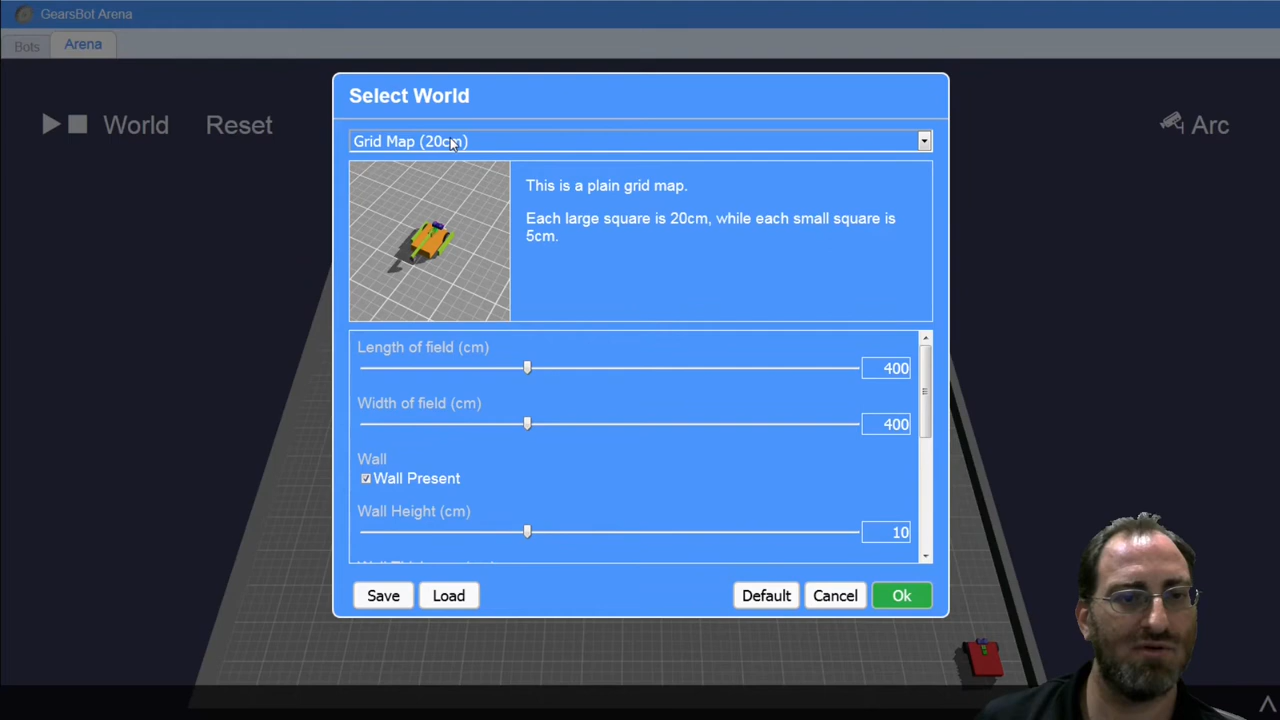 GearsBot Arena
Bots
Arena
World
Reset
Arc
Select World
Grid Map (20cm)
This is a plain grid map.
Each large square is 20cm, while each small square is
5cm.
Length of field (cm)
400
Width of field (cm)
400
Wall
Wall Present
Wall Height (cm)
10
Save
Load
Default
Cancel
Ok